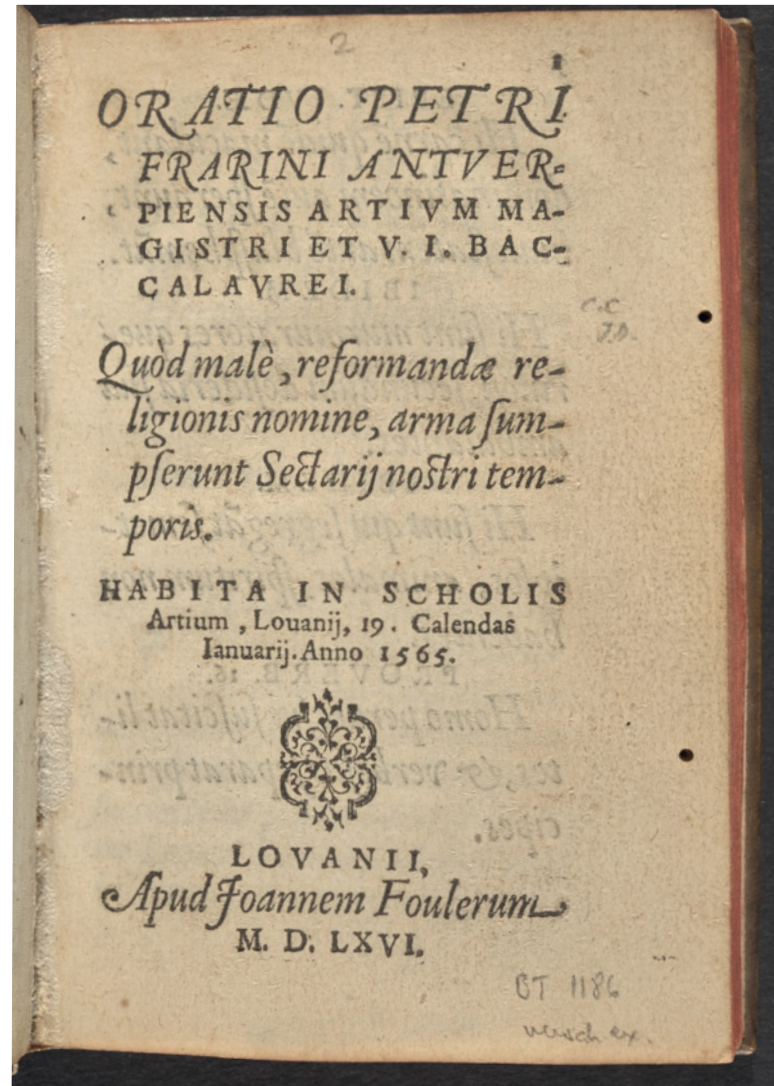 2
1
ORATIO PETRI
FRARINI ANTVER-
PIENSIS ARTIVM MA-
GISTRI ET V. I. BAC-
CALAVREI.
C.C
J.D.
Quòd malè, reformandæ re-
ligionis nomine, arma ſum-
pſerunt Sectarij noſtri tem-
poris.
HABITA IN SCHOLIS
Artium, Louanij, 19. Calendas
Ianuarij. Anno 1565.
LOVANII,
Apud Joannem Foulerum
M. D. LXVI.
BT 1186